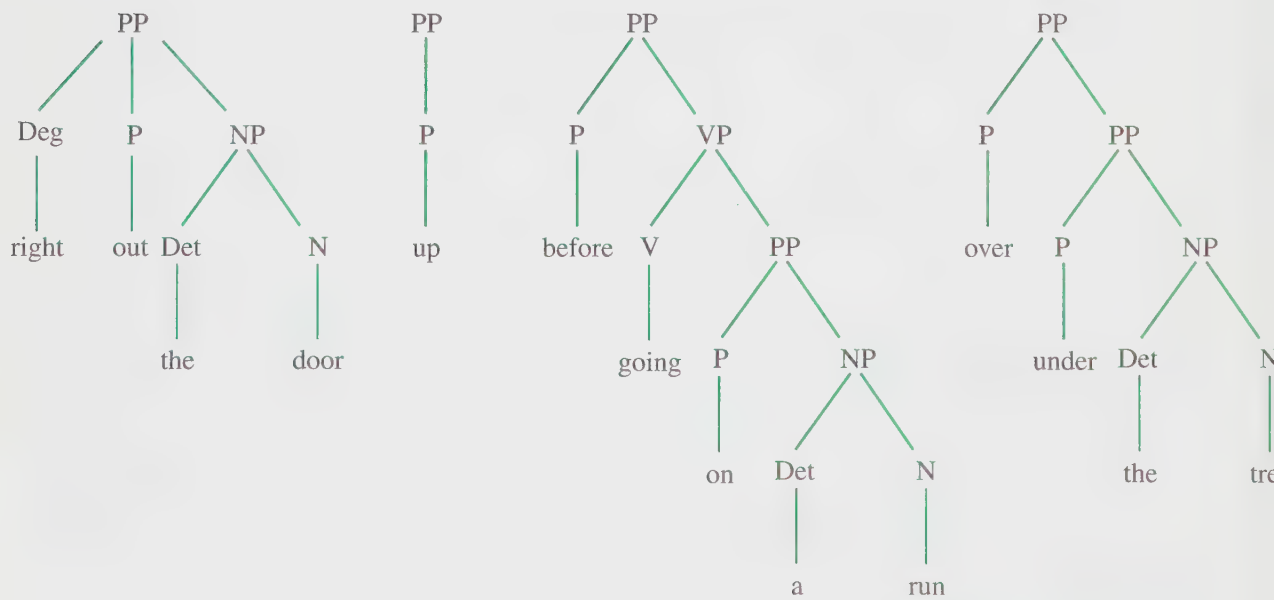 PP PP PP PP
Deg P NP P P VP P PP
right out Det N up before V PP over P NP
the door going P NP under Det N
on Det N the tre
a run